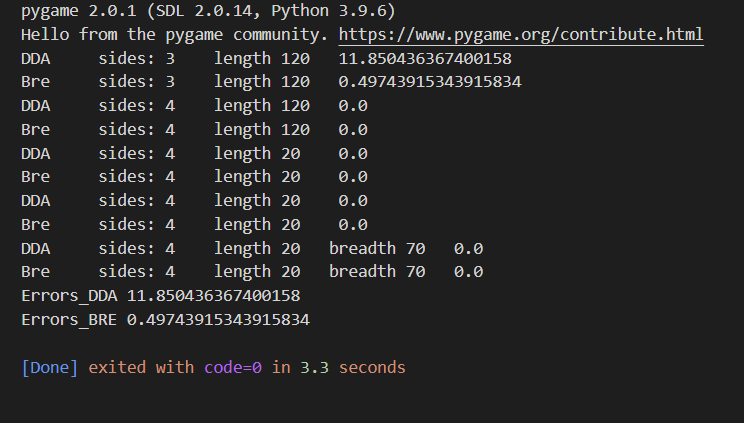 pygame 2.0.1 (SDL 2.0.14, Python 3.9.6)
Hello from the pygame community. https://www.pygame.org/contribute.html
DDA sides: 3 length 120 11.850436367400158
Bre sides: 3 length 120 0.49743915343915834
DDA sides: 4 length 120 0.0
Bre sides: 4 length 120 0.0
DDA sides: 4 length 20 0.0
Bre sides: 4 length 20 0.0
DDA sides: 4 length 20 0.0
Bre sides: 4 length 20 0.0
DDA sides: 4 length 20 breadth 70 0.0
Bre sides: 4 length 20 breadth 70 0.0
Errors_DDA 11.850436367400158
Errors_BRE 0.49743915343915834
[Done] exited with code=0 in 3.3 seconds